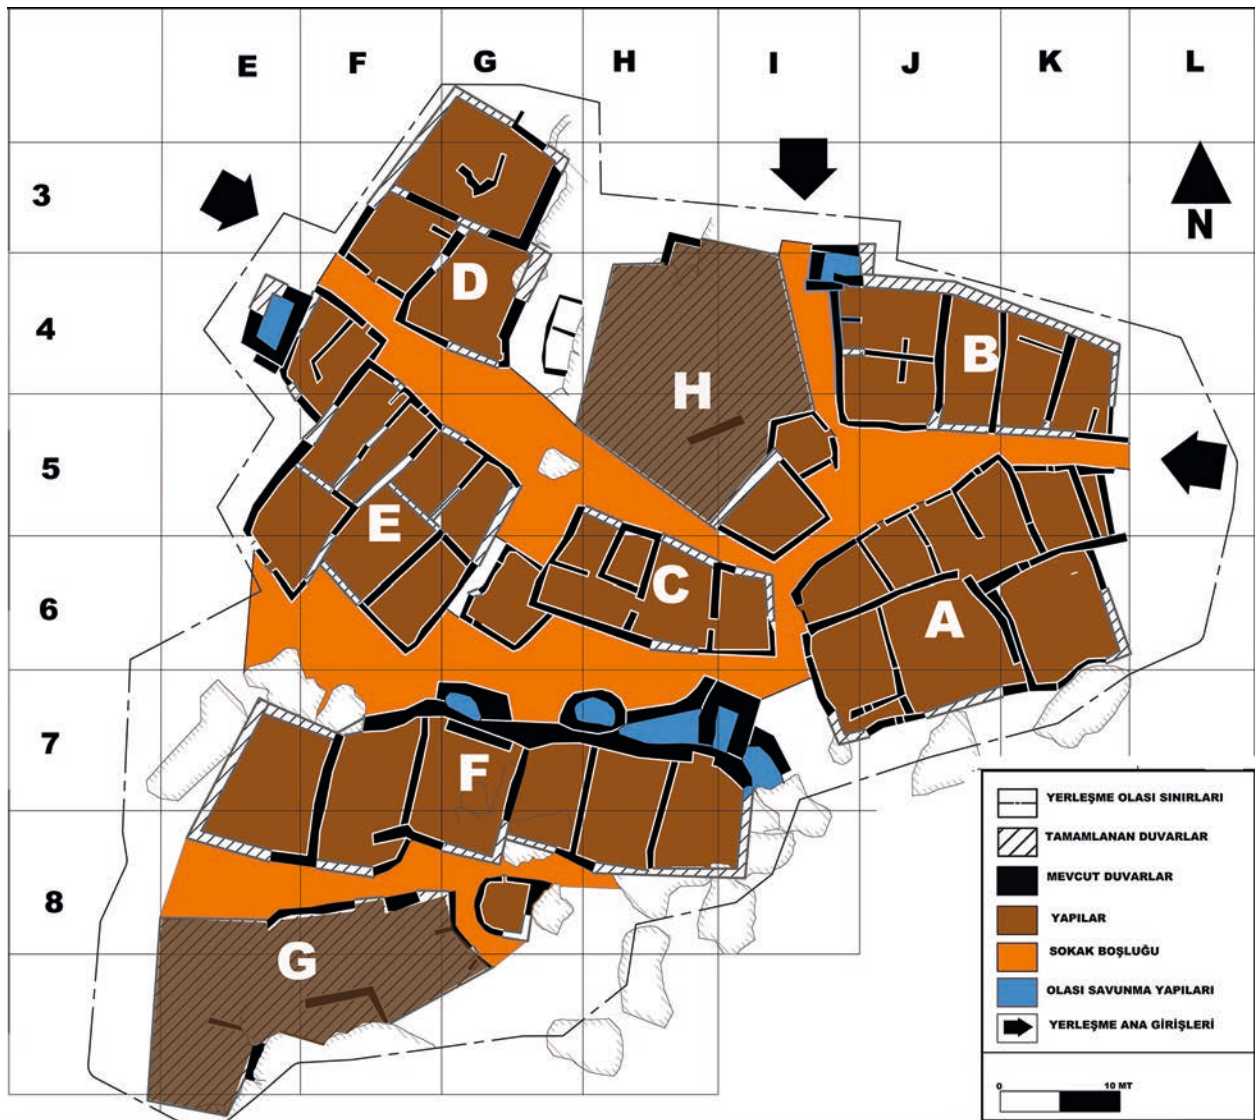 E F G H I J K L
3
N
D
4
B
H
5
E
C
6
A
7
F
8
G
YERLEŞME OLASI SINIRLARI
TAMAMLANAN DUVARLAR
MEVCUT DUVARLAR
YAPILAR
SOKAK BOŞLUĞU
OLASI SAVUNMA YAPILARI
YERLEŞME ANA GİRİŞLERİ
0 10 MT